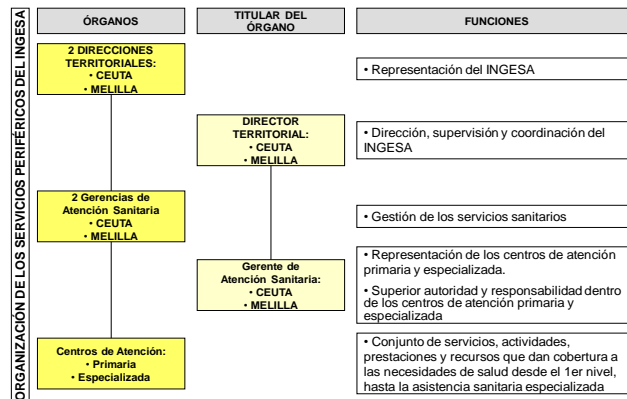 ORGANIZACIÓN DE LOS SERVICIOS PERIFÉRICOS DEL INGESA
ÓRGANOS
TITULAR DEL
ÓRGANO
FUNCIONES
2 DIRECCIONES
TERRITORIALES:
• CEUTA
• MELILLA
• Representación del INGESA
DIRECTOR
TERRITORIAL:
• CEUTA
• MELILLA
• Dirección, supervisión y coordinación del
INGESA
2 Gerencias de
Atención Sanitaria
• CEUTA
• MELILLA
• Gestión de los servicios sanitarios
Gerente de
Atención Sanitaria:
• CEUTA
• MELILLA
• Representación de los centros de atención
primaria y especializada.
• Superior autoridad y responsabilidad dentro
de los centros de atención primaria y
especializada
Centros de Atención:
• Primaria
• Especializada
• Conjunto de servicios, actividades,
prestaciones y recursos que dan cobertura a
las necesidades de salud desde el 1er nivel,
hasta la asistencia sanitaria especializada